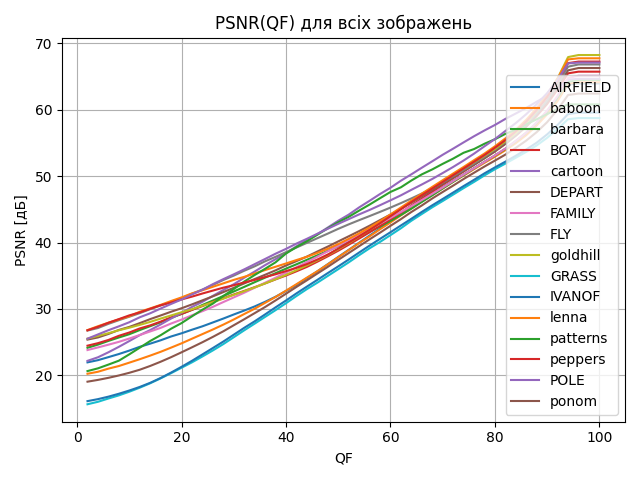 PSNR(QF) для всіх зображень
70
60
50
40
30
20
PSNR [дБ]
0
20
40
60
80
100
QF
AIRFIELD
baboon
barbara
BOAT
cartoon
DEPART
FAMILY
FLY
goldhill
GRASS
IVANOF
lenna
patterns
peppers
POLE
ponom